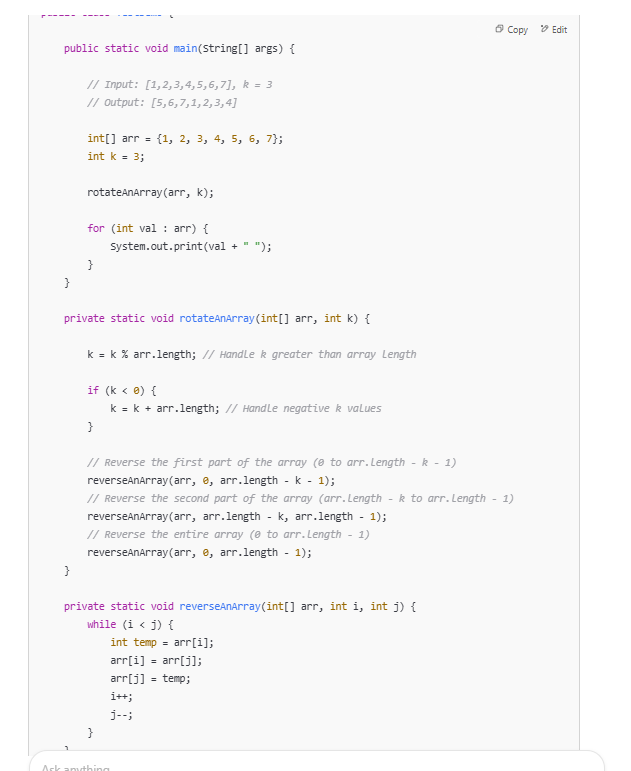 Copy Edit
public static void main(String[] args) {
// Input: [1,2,3,4,5,6,7], k = 3
// Output: [5,6,7,1,2,3,4]
int[] arr = {1, 2, 3, 4, 5, 6, 7};
int k = 3;
rotateAnArray(arr, k);
for (int val : arr) {
System.out.print(val + " ");
}
}
private static void rotateAnArray(int[] arr, int k) {
k = k % arr.length; // Handle k greater than array length
if (k < 0) {
k = k + arr.length; // Handle negative k values
}
// Reverse the first part of the array (0 to arr.length - k - 1)
reverseAnArray(arr, 0, arr.length - k - 1);
// Reverse the second part of the array (arr.length - k to arr.length - 1)
reverseAnArray(arr, arr.length - k, arr.length - 1);
// Reverse the entire array (0 to arr.length - 1)
reverseAnArray(arr, 0, arr.length - 1);
}
private static void reverseAnArray(int[] arr, int i, int j) {
while (i < j) {
int temp = arr[i];
arr[i] = arr[j];
arr[j] = temp;
i++;
j--;
}
}
Ask anything